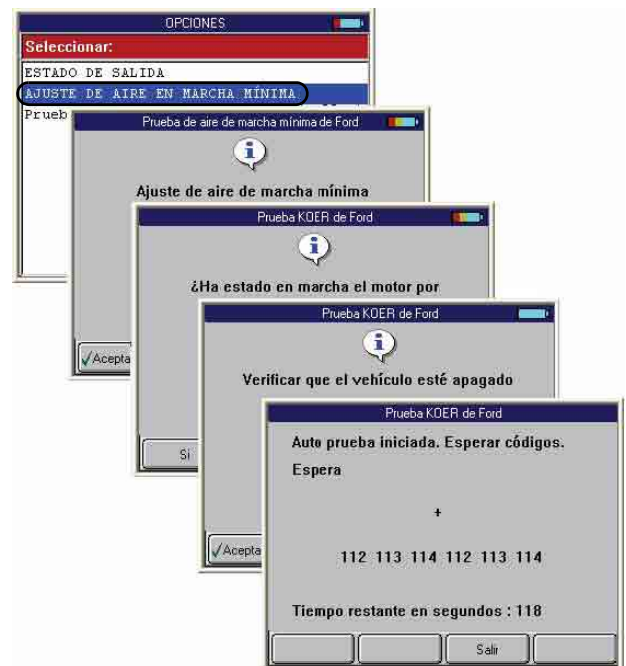 OPCIONES
Seleccionar:
ESTADO DE SALIDA
AJUSTE DE AIRE EN MARCHA MÍNIMA
Prueb
Prueba de aire de marcha mínima de Ford
Ajuste de aire de marcha mínima
Acepta
Prueba KOER de Ford
¿Ha estado en marcha el motor por
Si
Prueba KOER de Ford
Verificar que el vehículo esté apagado
Acepta
Prueba KOER de Ford
Auto prueba iniciada. Esperar códigos.
Espera
+
112 113 114 112 113 114
Tiempo restante en segundos : 118
Salir